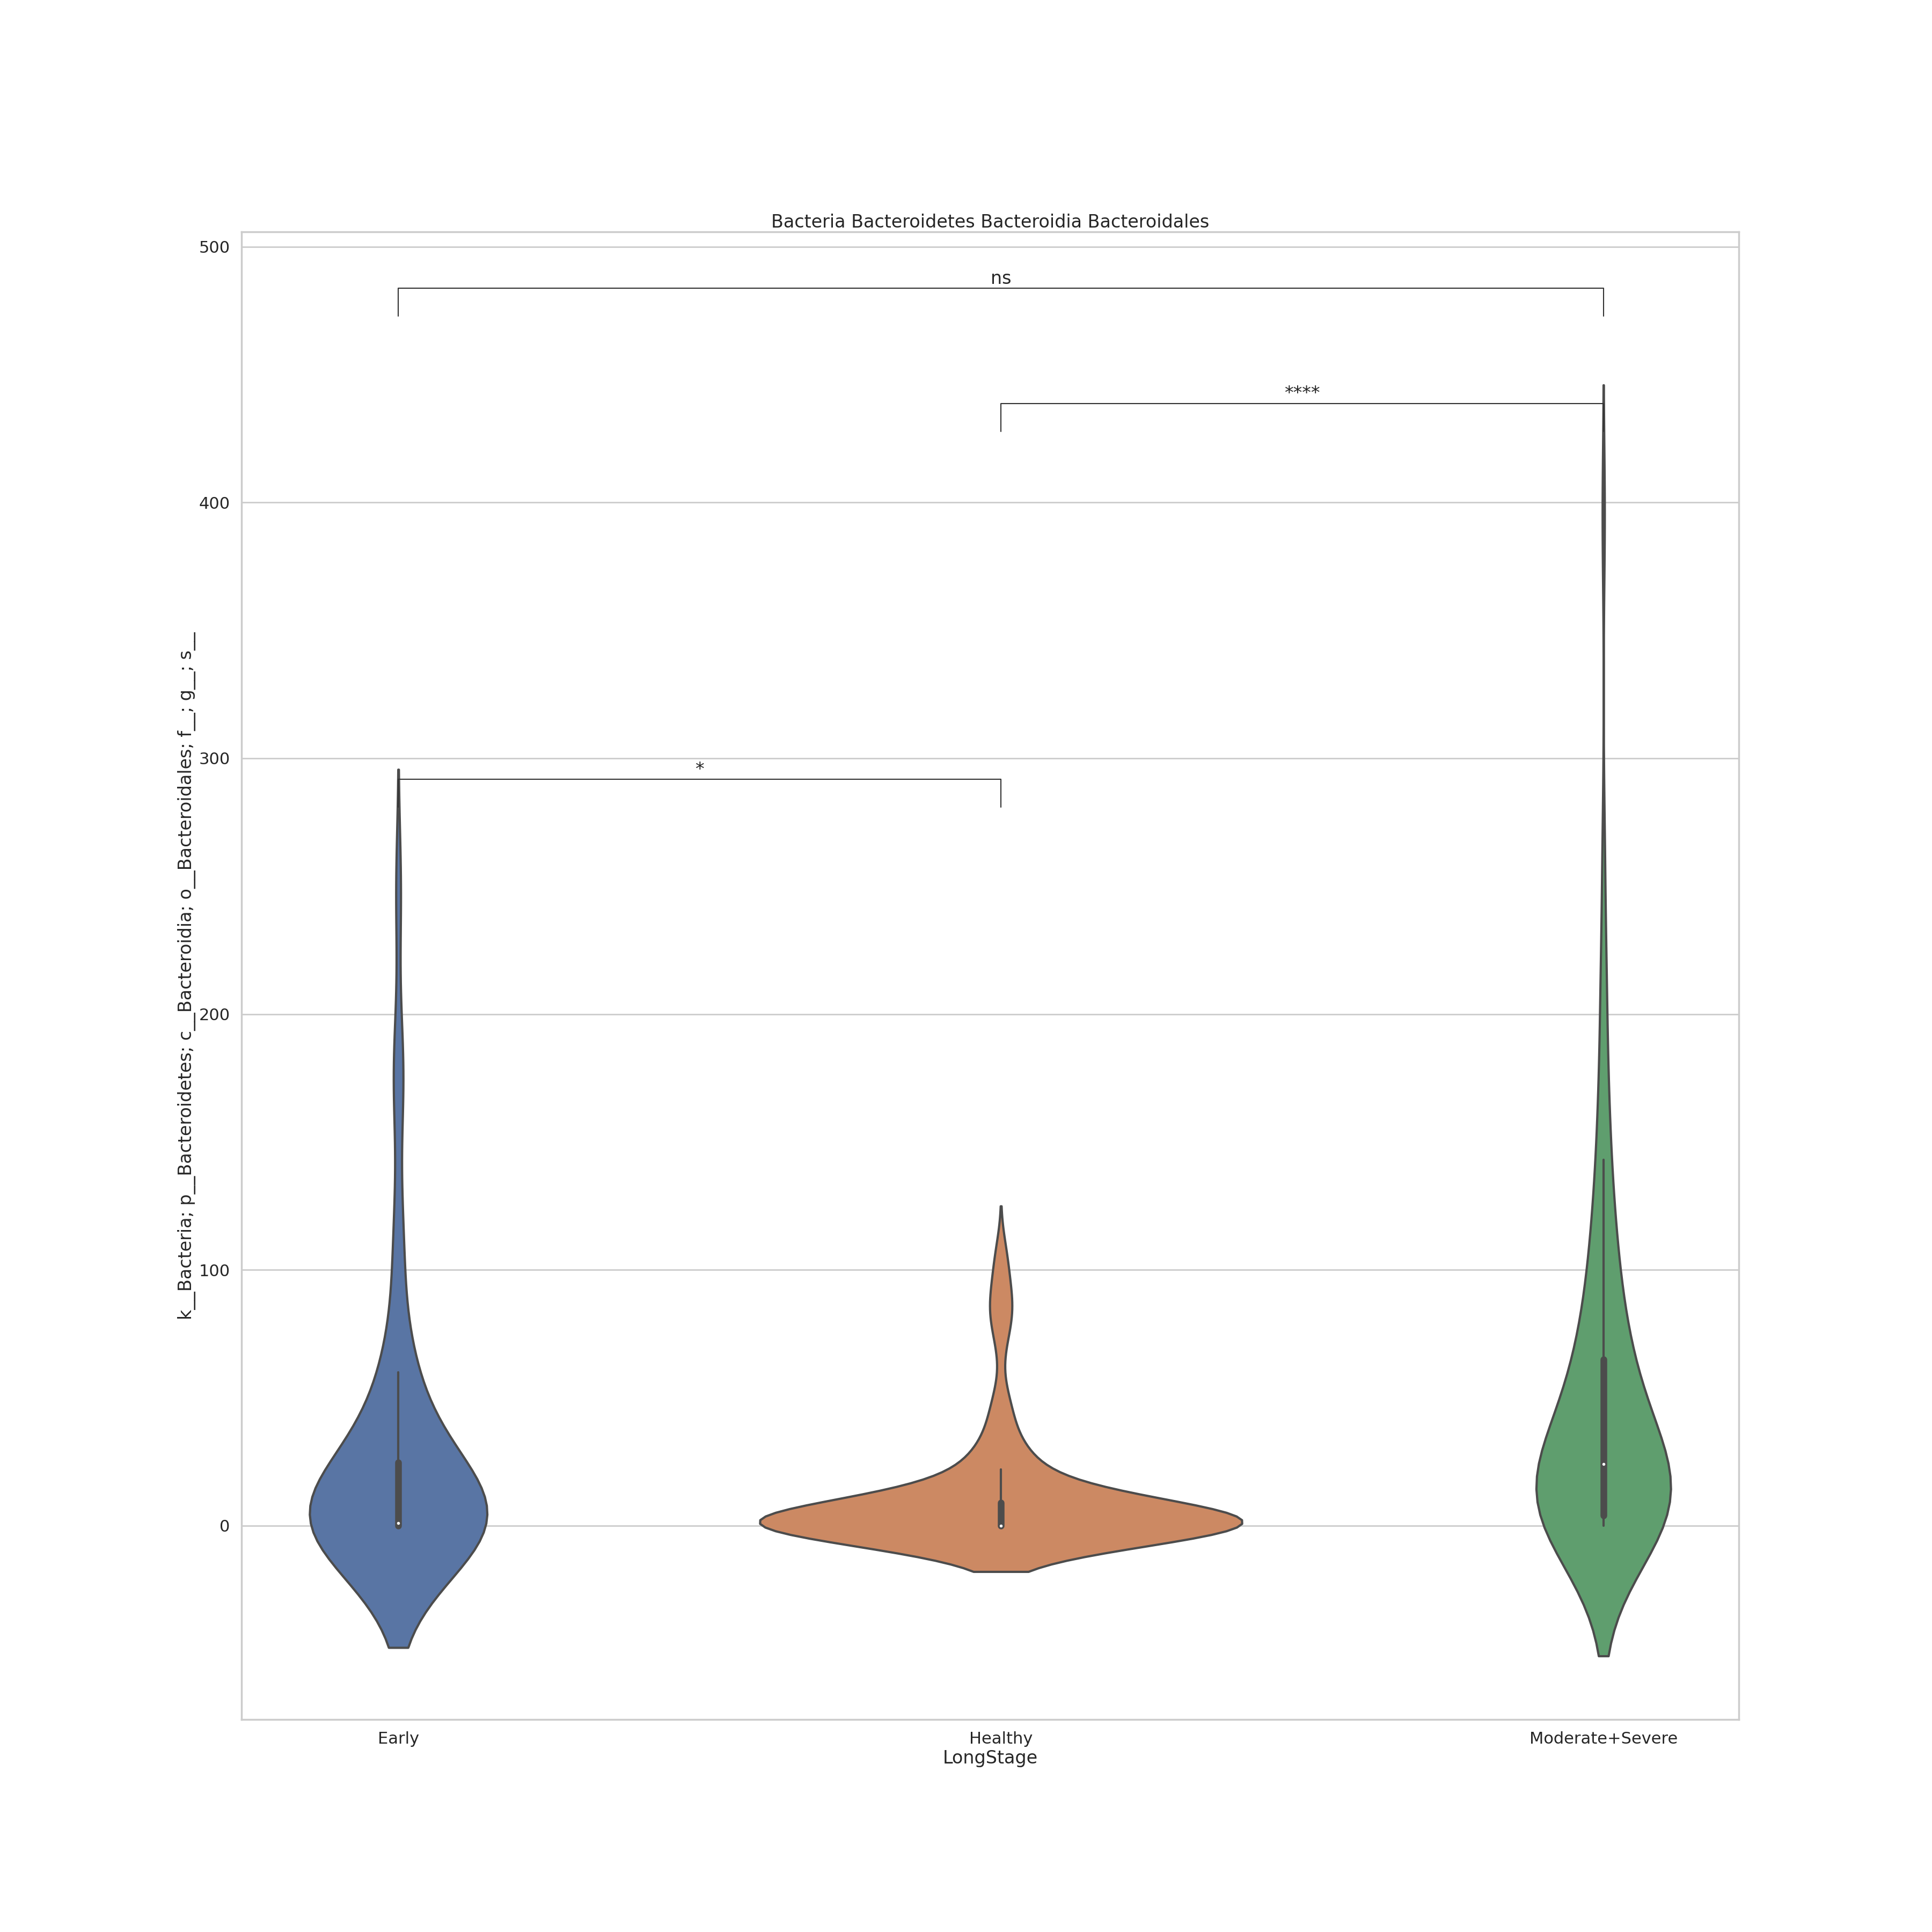 Bacteria Bacteroidetes Bacteroidia Bacteroidales
500
ns
****
400
300
*
200
100
0
k__Bacteria; p__Bacteroidetes; c__Bacteroidia; o__Bacteroidales; f__; g__; s__
Early
Healthy
Moderate+Severe
LongStage